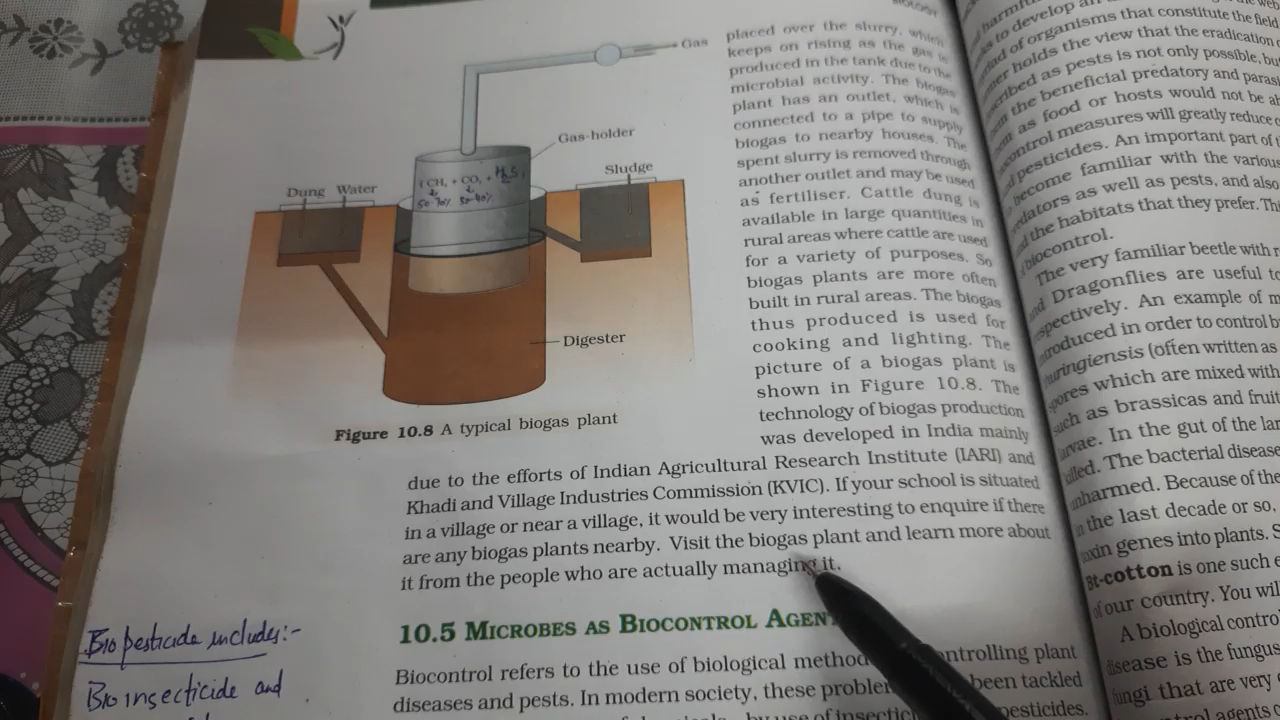 BIOLOGY
Gas
Gas-holder
Sludge
Dung Water
Digester
Figure 10.8 A typical biogas plant
placed over the slurry, which
keeps on rising as the gas is
produced in the tank due to the
microbial activity. The biogas
plant has an outlet, which is
connected to a pipe to supply
biogas to nearby houses. The
spent slurry is removed through
another outlet and may be used
as fertiliser. Cattle dung is
available in large quantities in
rural areas where cattle are used
for a variety of purposes. So
biogas plants are more often
built in rural areas. The biogas
thus produced is used for
cooking and lighting. The
picture of a biogas plant is
shown in Figure 10.8. The
technology of biogas production
was developed in India mainly
due to the efforts of Indian Agricultural Research Institute (IARI) and
Khadi and Village Industries Commission (KVIC). If your school is situated
in a village or near a village, it would be very interesting to enquire if there
are any biogas plants nearby. Visit the biogas plant and learn more about
it from the people who are actually managing it.
10.5 MICROBES AS BIOCONTROL AGEN
Biocontrol refers to the use of biological method controlling plant
diseases and pests. In modern society, these proble been tackled
by use of insectic pesticides.
Biopesticide includes:-
Bioinsecticide and
CH₄ + CO₂ + H₂S
50-70% 30-40%
harmful
to develop an
of organisms that constitute the field
holds the view that the eradication
as pests is not only possible, bu
the beneficial predatory and paras
as food or hosts would not be ab
control measures will greatly reduce
pesticides. An important part of
become familiar with the various
as well as pests, and also
the habitats that they prefer. Th
biocontrol.
The very familiar beetle with
Dragonflies are useful to
An example of m
introduced in order to control b
(often written as
which are mixed with
such as brassicas and fruit
In the gut of the lar
The bacterial disease
Because of the
the last decade or so,
toxin genes into plants. S
Bt-cotton is one such e
of our country. You will
A biological contro
disease is the fungus
fungi that are very
agents